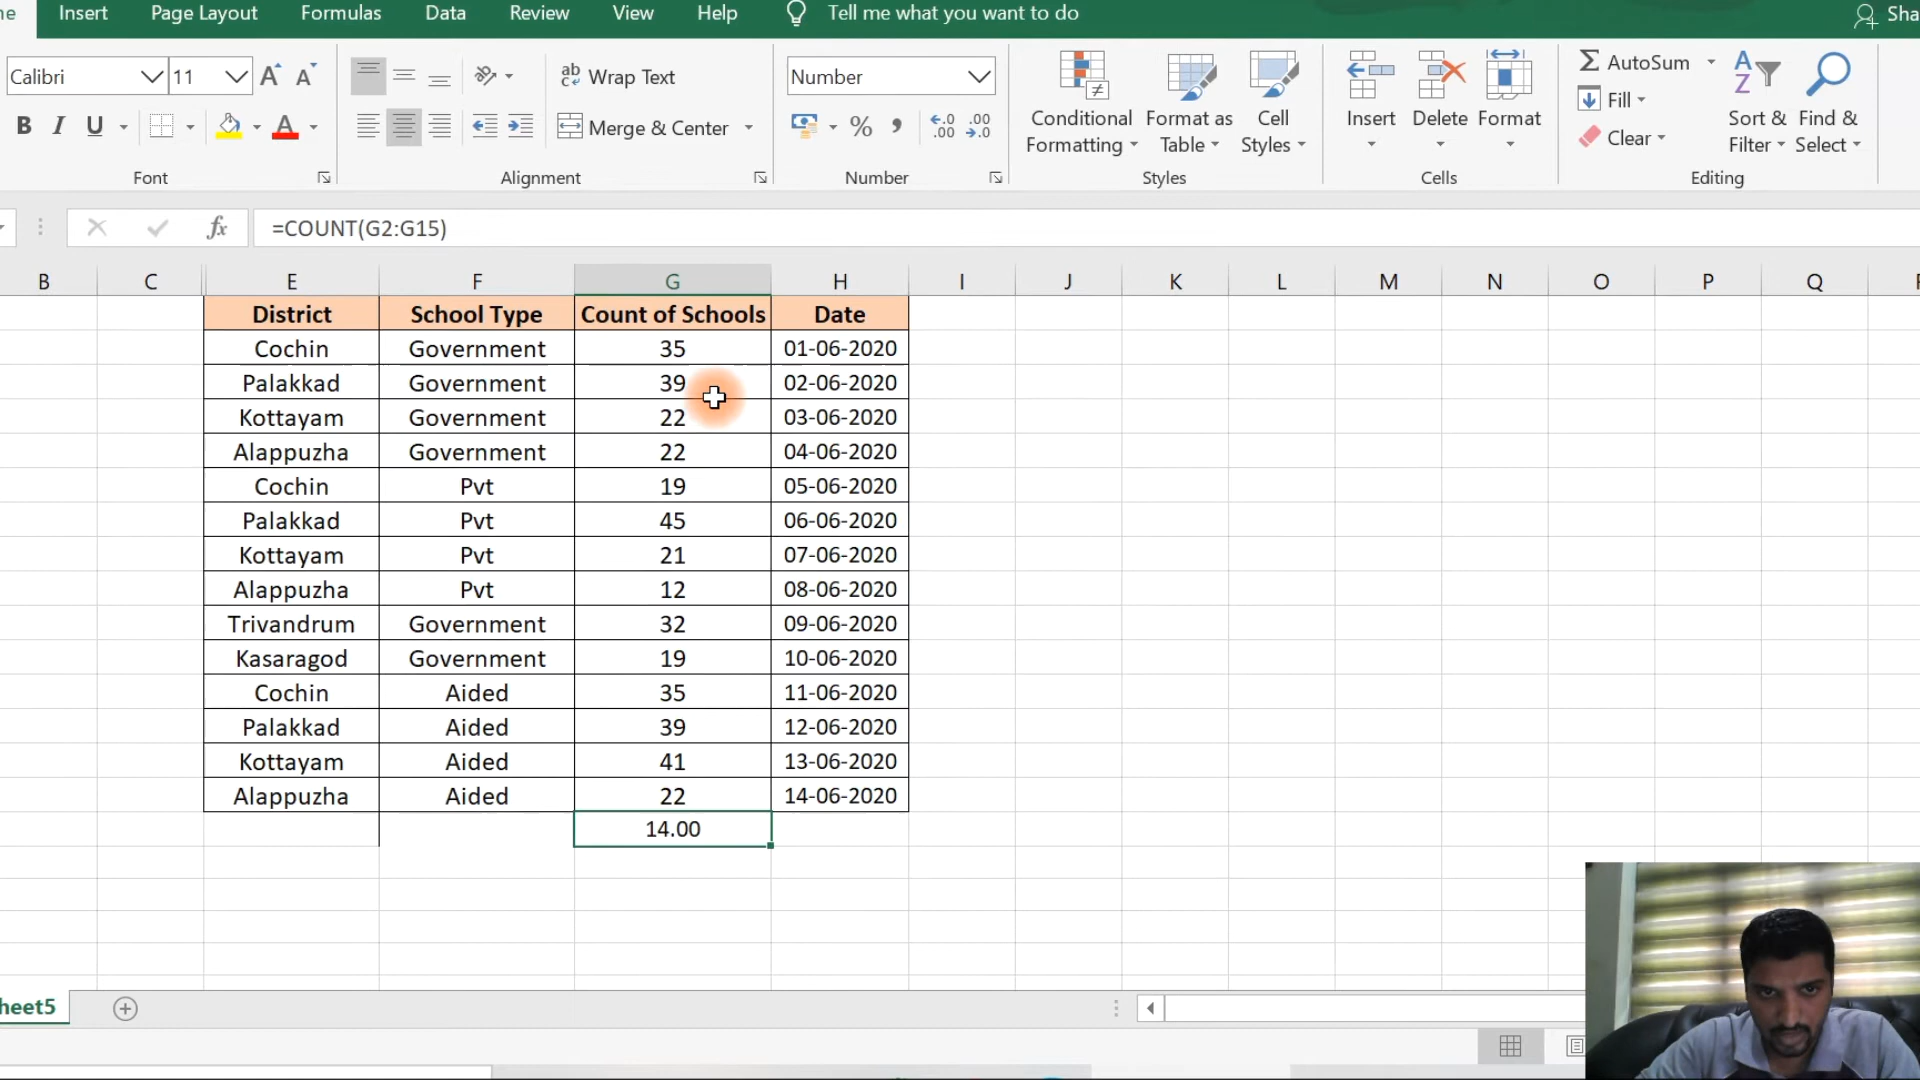 ne Insert Page Layout Formulas Data Review View Help Tell me what you want to do Sha
Calibri 11 A A ab Wrap Text Number AutoSum
B I U A Merge & Center % , Conditional Formatting Format as Table Cell Styles Insert Delete Format Fill Clear Sort & Filter Find & Select
Font Alignment Number Styles Cells Editing
fx =COUNT(G2:G15)
B C E F G H I J K L M N O P Q
District School Type Count of Schools Date
Cochin Government 35 01-06-2020
Palakkad Government 39 02-06-2020
Kottayam Government 22 03-06-2020
Alappuzha Government 22 04-06-2020
Cochin Pvt 19 05-06-2020
Palakkad Pvt 45 06-06-2020
Kottayam Pvt 21 07-06-2020
Alappuzha Pvt 12 08-06-2020
Trivandrum Government 32 09-06-2020
Kasaragod Government 19 10-06-2020
Cochin Aided 35 11-06-2020
Palakkad Aided 39 12-06-2020
Kottayam Aided 41 13-06-2020
Alappuzha Aided 22 14-06-2020
14.00
heet5